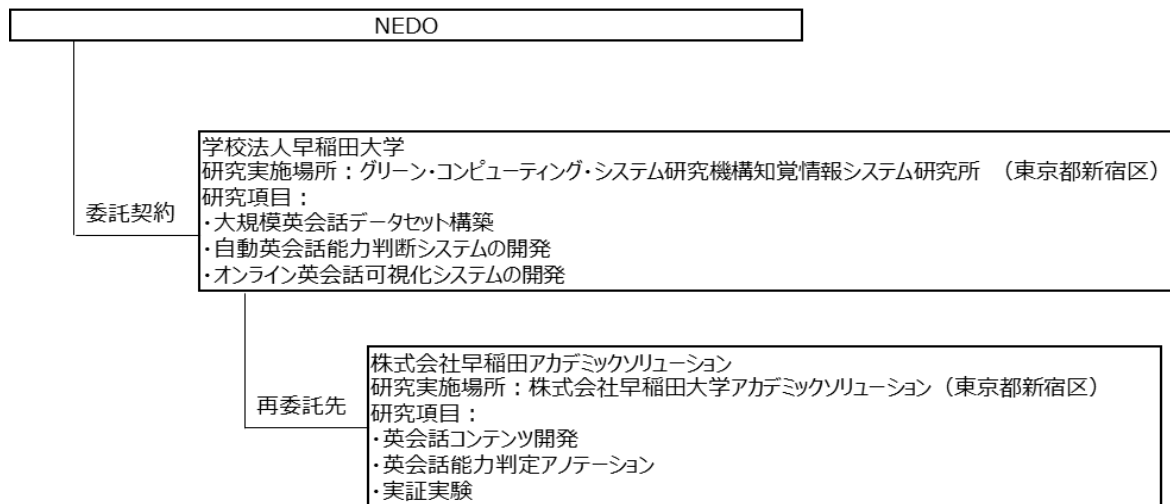 NEDO
委託契約
学校法人早稲田大学
研究実施場所：グリーン・コンピューティング・システム研究機構知覚情報システム研究所　（東京都新宿区）
研究項目：
・大規模英会話データセット構築
・自動英会話能力判断システムの開発
・オンライン英会話可視化システムの開発
再委託先
株式会社早稲田アカデミックソリューション
研究実施場所：株式会社早稲田大学アカデミックソリューション（東京都新宿区）
研究項目：
・英会話コンテンツ開発
・英会話能力判定アノテーション
・実証実験